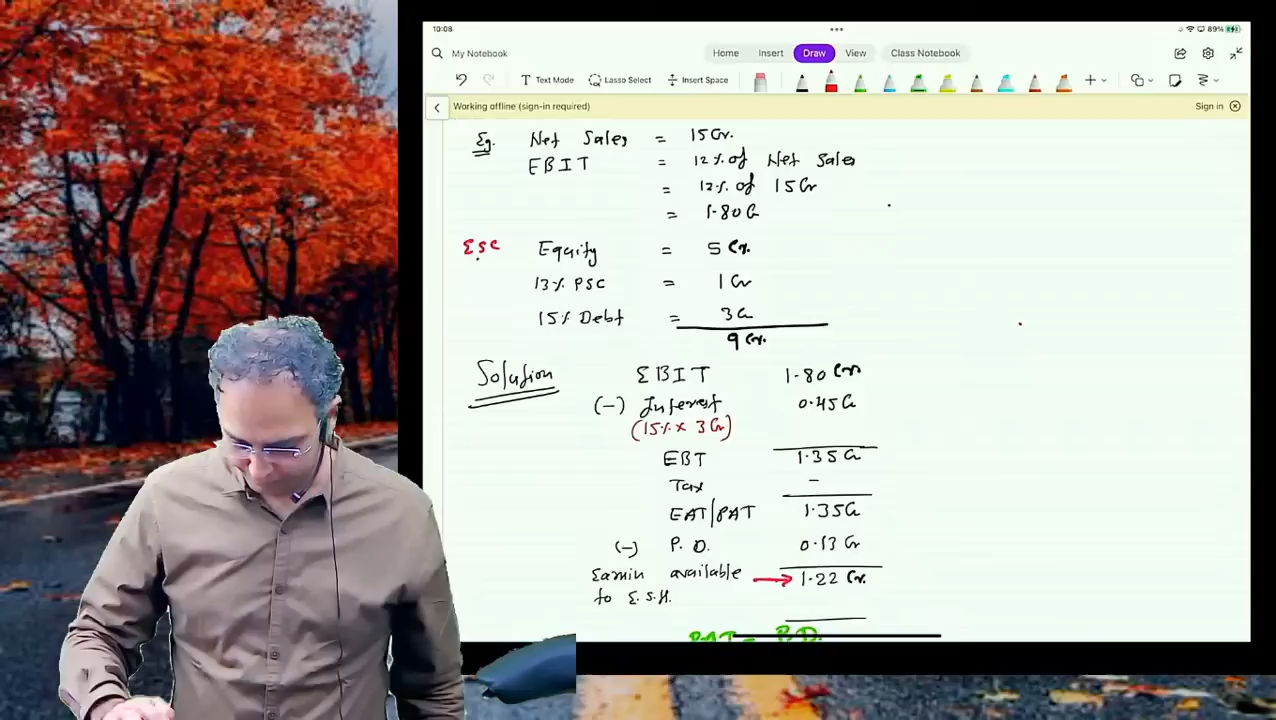 10:08
89%
My Notebook
Home Insert Draw View Class Notebook
Text Mode Lasso Select Insert Space
Working offline (sign-in required) Sign in
Eg. Net Sales = 15 Cr.
EBIT = 12% of Net Sales
= 12% of 15 Cr
= 1.80 Cr
ESC Equity = 5 Cr.
13% PSC = 1 Cr
15% Debt = 3 Cr
9 Cr.
Solution EBIT 1.80 Cr
(-) Interest 0.45 Cr
(15% x 3 Cr)
EBT 1.35 Cr
Tax -
EAT/PAT 1.35 Cr
(-) P. D. 0.13 Cr
Earnin available → 1.22 Cr.
to E.S.H.
PAT - P.D.